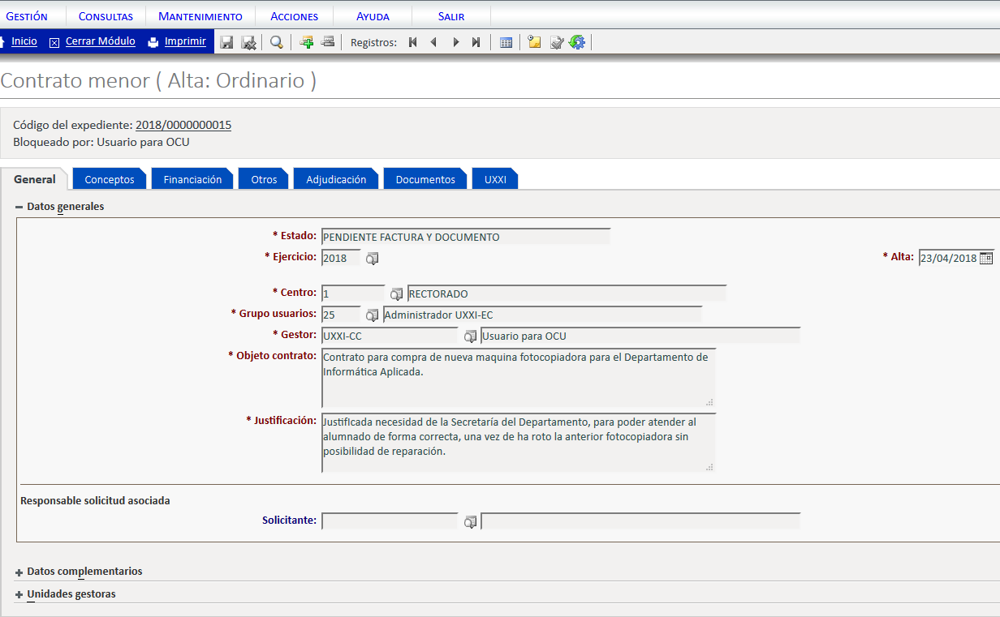 GESTIÓN CONSULTAS MANTENIMIENTO ACCIONES AYUDA SALIR
Inicio Cerrar Módulo Imprimir Registros:
Contrato menor ( Alta: Ordinario )
Código del expediente: 2018/0000000015
Bloqueado por: Usuario para OCU
General Conceptos Financiación Otros Adjudicación Documentos UXXI
Datos generales
* Estado: PENDIENTE FACTURA Y DOCUMENTO
* Ejercicio: 2018 * Alta: 23/04/2018
* Centro: 1 RECTORADO
* Grupo usuarios: 25 Administrador UXXI-EC
* Gestor: UXXI-CC Usuario para OCU
* Objeto contrato: Contrato para compra de nueva maquina fotocopiadora para el Departamento de
Informática Aplicada.
* Justificación: Justificada necesidad de la Secretaría del Departamento, para poder atender al
alumnado de forma correcta, una vez de ha roto la anterior fotocopiadora sin
posibilidad de reparación.
Responsable solicitud asociada
Solicitante:
Datos complementarios
Unidades gestoras